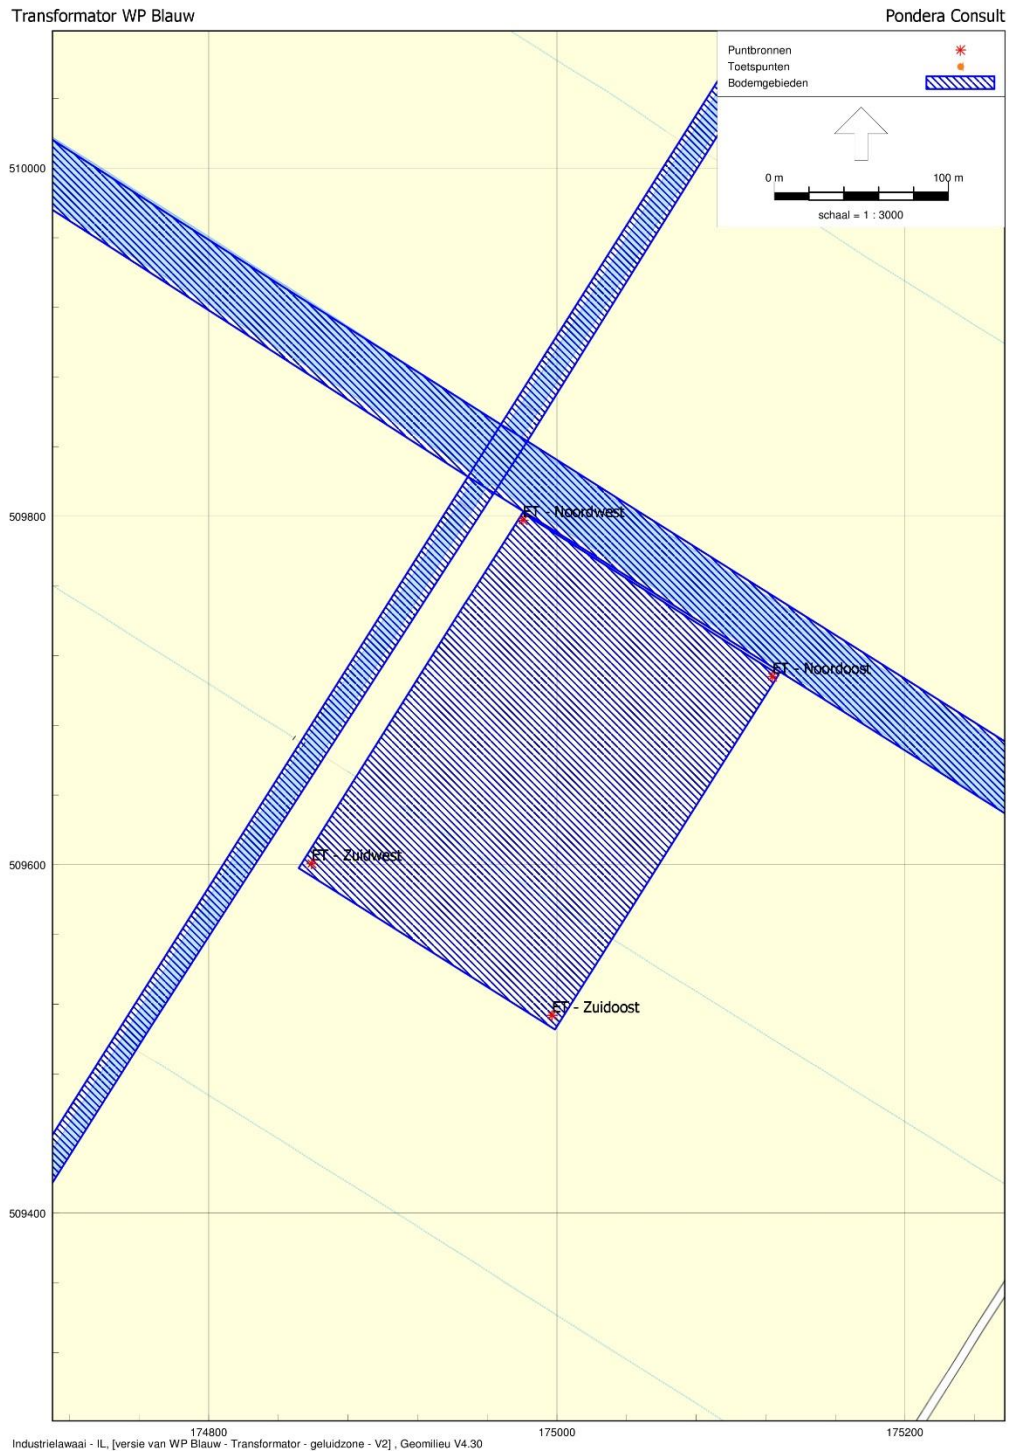 Transformator WP Blauw
Pondera Consult
Puntbronnen
Toetspunten
Bodemgebieden
0 m 100 m
schaal = 1 : 3000
510000
509800
509600
509400
ET - Noordwest
ET - Noordoost
ET - Zuidwest
ET - Zuidoost
174800 175000 175200
Industrielawaai - IL, [versie van WP Blauw - Transformator - geluidzone - V2] , Geomilieu V4.30